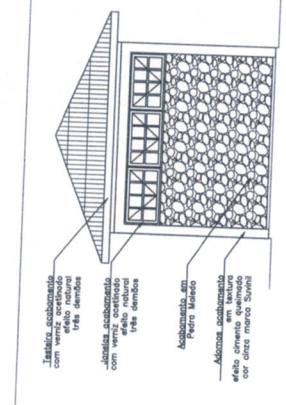 Testeira acabamento
com verniz acetinado
efeito natural
três demãos
Janelas acabamento
com verniz acetinado
efeito natural
três demãos
Acabamento em
Pedra Moledo
Adornos acabamento
em textura
efeito cimento queimado
cor cinza marca Suvinil